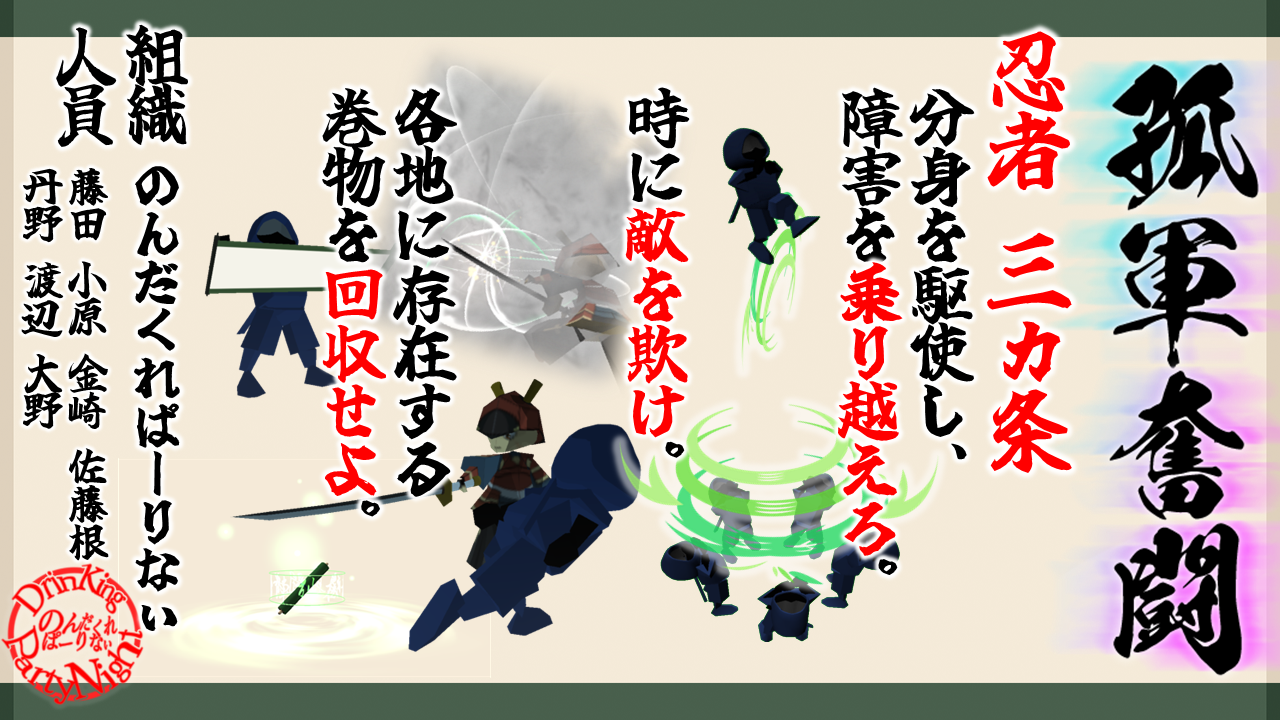 孤軍奮闘
忍者 三カ条
分身を駆使し、
障害を乗り越えろ。
時に敵を欺け。
各地に存在する
巻物を回収せよ。
組織 のんだくれぱーりない
人員 藤田 小原 金崎 佐藤根
丹野 渡辺 大野
DrinKing
のんだくれ
ぱーりない
PartyNight